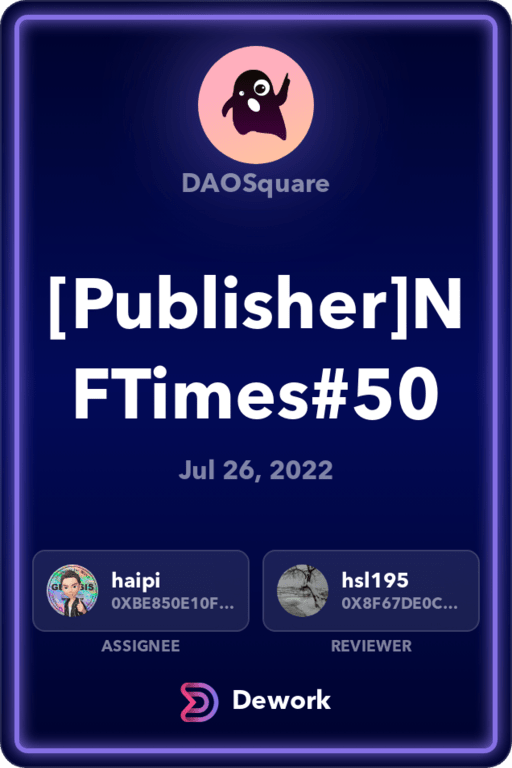 DAOSquare
[Publisher]N
FTimes#50
Jul 26, 2022
haipi
0XBE850E10F...
hsl195
0X8F67DE0C...
ASSIGNEE
REVIEWER
Dework